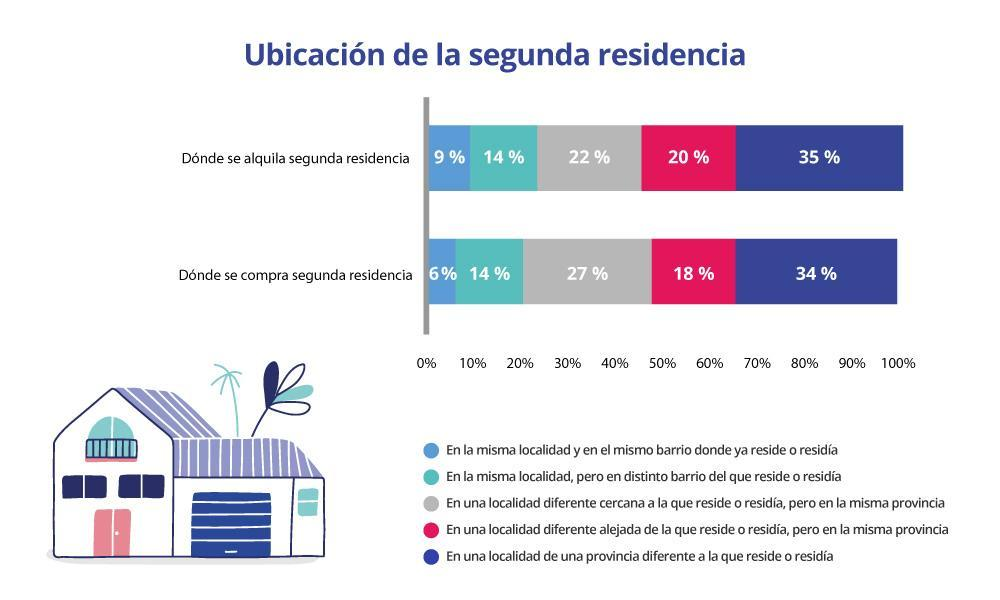 Ubicación de la segunda residencia
Dónde se alquila segunda residencia
9 % 14 % 22 % 20 % 35 %
Dónde se compra segunda residencia
6% 14 % 27 % 18 % 34 %
0% 10% 20% 30% 40% 50% 60% 70% 80% 90% 100%
En la misma localidad y en el mismo barrio donde ya reside o residía
En la misma localidad, pero en distinto barrio del que reside o residía
En una localidad diferente cercana a la que reside o residía, pero en la misma provincia
En una localidad diferente alejada de la que reside o residía, pero en la misma provincia
En una localidad de una provincia diferente a la que reside o residía